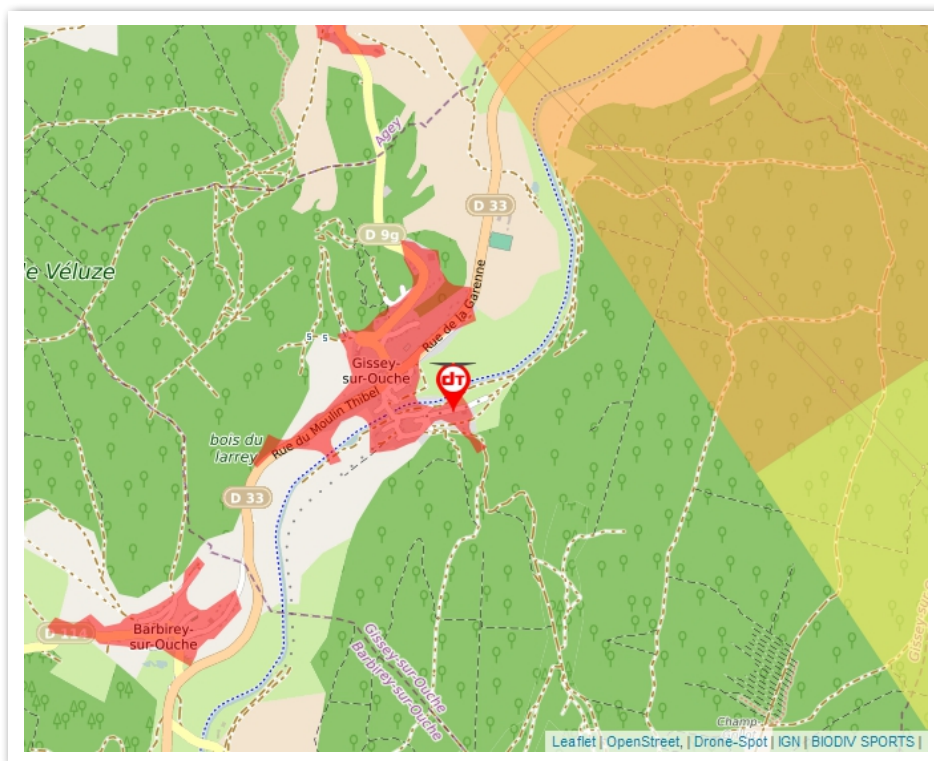 Agey
D 33
D 9g
le Véluze
Rue de la Garenne
Gissey-
sur-Ouche
dT
Rue du Moulin Thibel
bois du
larrey
D 33
Barbirey-
sur-Ouche
D 114
Gissey-sur-Ouche
Barbirey-sur-Ouche
Gissey-sur-O
Champ-
Leaflet | OpenStreet, | Drone-Spot | IGN | BIODIV SPORTS |